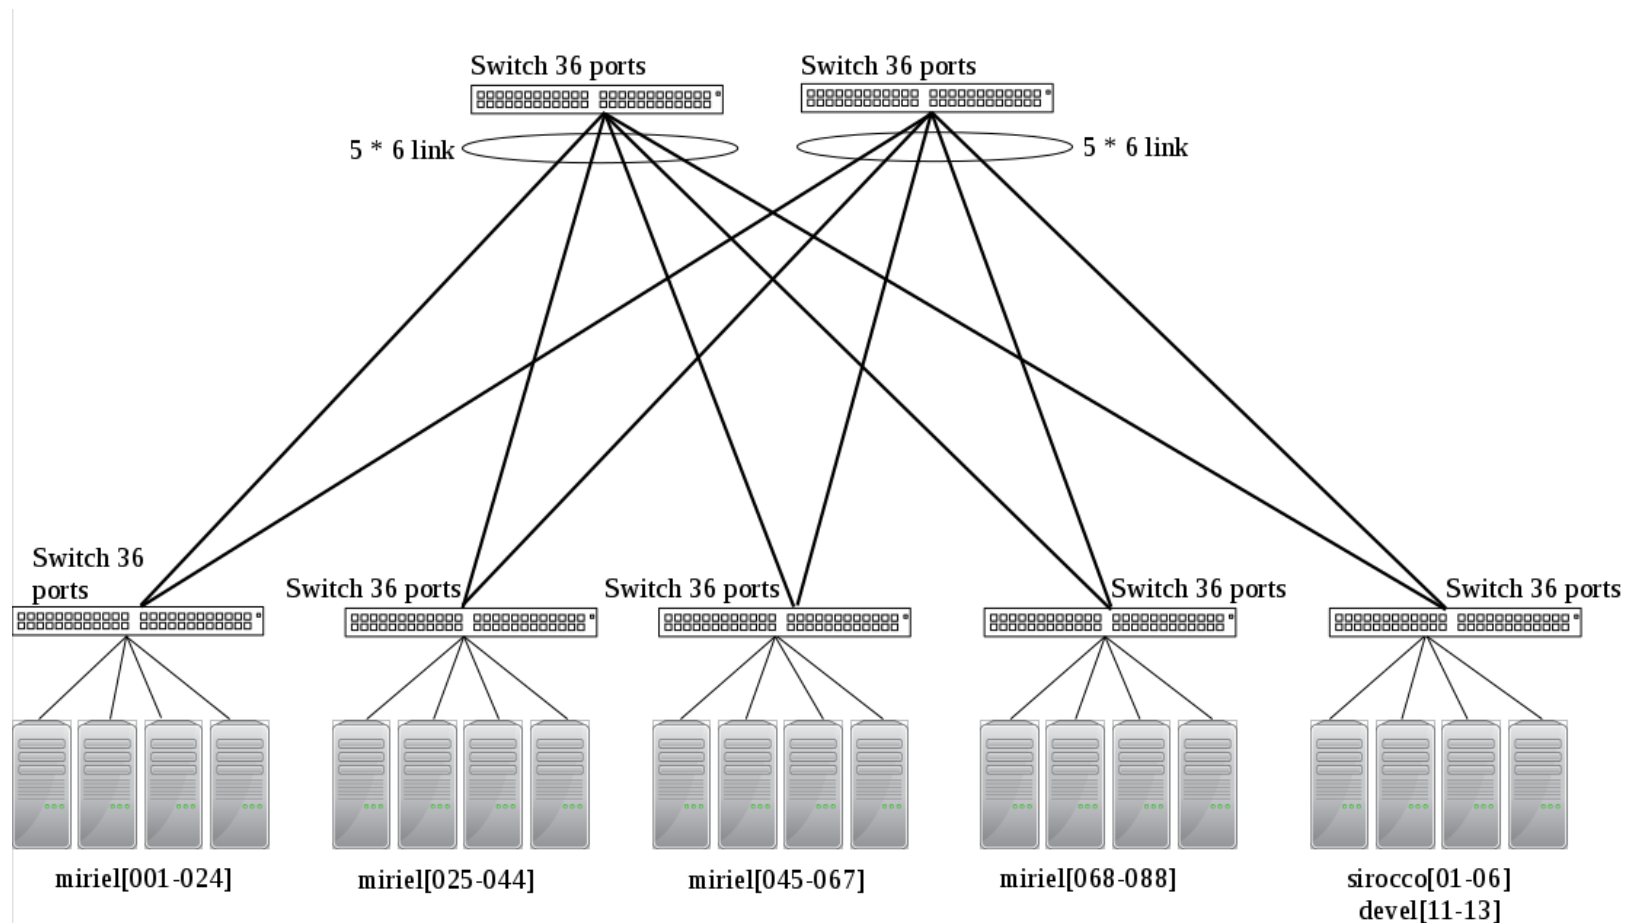 Switch 36 ports
Switch 36 ports
5 * 6 link
5 * 6 link
Switch 36
ports
Switch 36 ports
Switch 36 ports
Switch 36 ports
Switch 36 ports
miriel[001-024]
miriel[025-044]
miriel[045-067]
miriel[068-088]
sirocco[01-06]
devel[11-13]